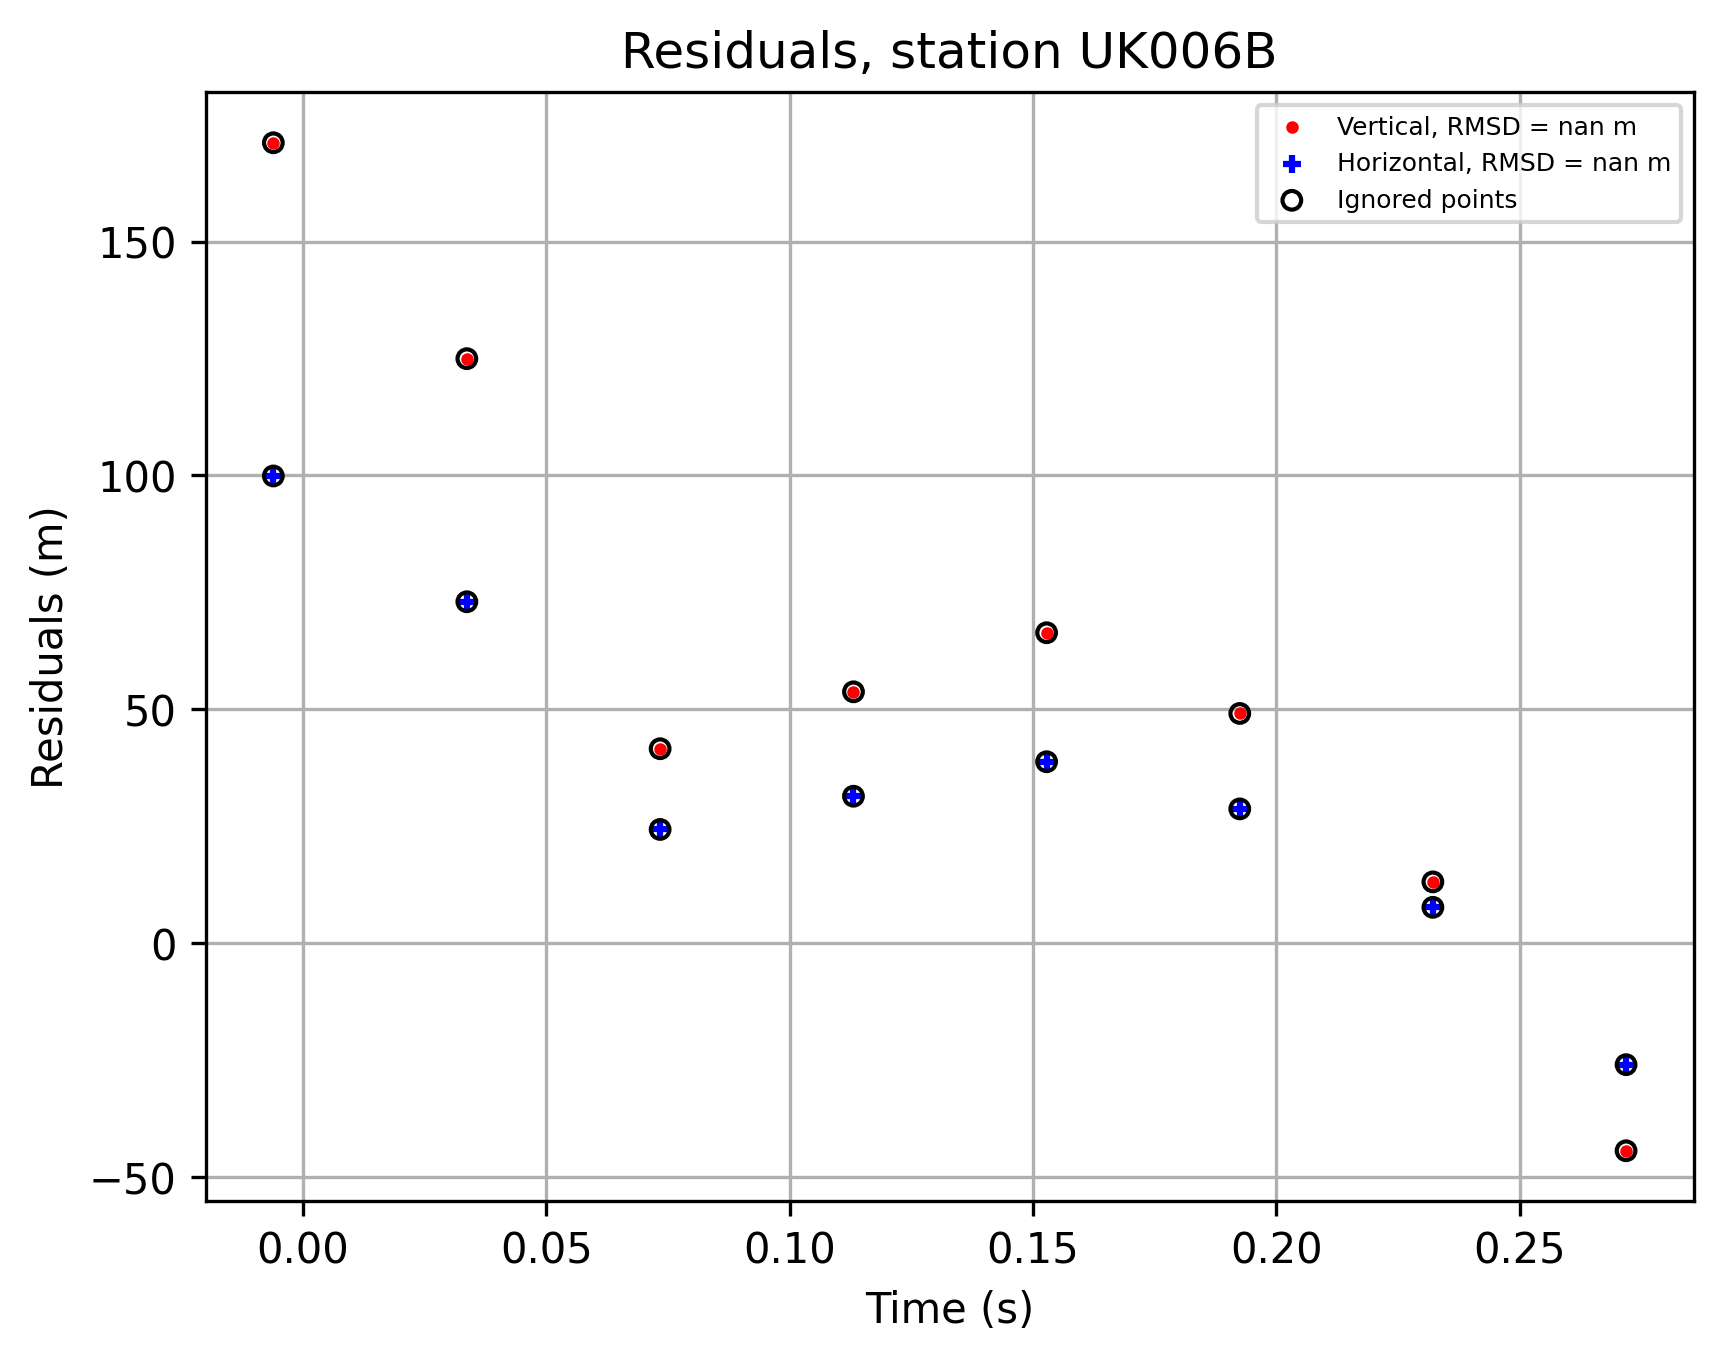 Residuals, station UK006B
Vertical, RMSD = nan m
Horizontal, RMSD = nan m
Ignored points
150
100
50
0
−50
Residuals (m)
0.00 0.05 0.10 0.15 0.20 0.25
Time (s)